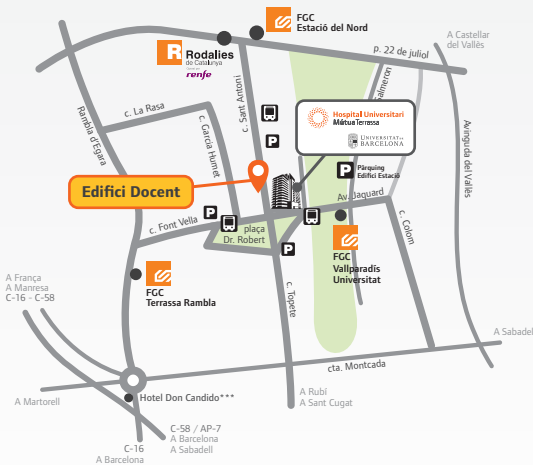 FGC
Estació del Nord
R
Rodalies
de Catalunya
renfe
p. 22 de juliol
A Castellar
del Vallès
Rambla d'Egara
c. La Rasa
c. Garcia Humet
c. Sant Antoni
Salmeron
Avinguda del Vallès
Hospital Universitari
MútuaTerrassa
UNIVERSITAT DE
BARCELONA
P
P
Pàrquing
Edifici Estació
Edifici Docent
Av. Jaquard
P
c. Font Vella
plaça
Dr. Robert
P
c. Colom
FGC
Vallparadís
Universitat
FGC
Terrassa Rambla
c. Topete
A França
A Manresa
C-16 - C-58
A Sabadell
cta. Montcada
A Martorell
Hotel Don Candido***
A Rubí
A Sant Cugat
C-58 / AP-7
A Barcelona
A Sabadell
C-16
A Barcelona